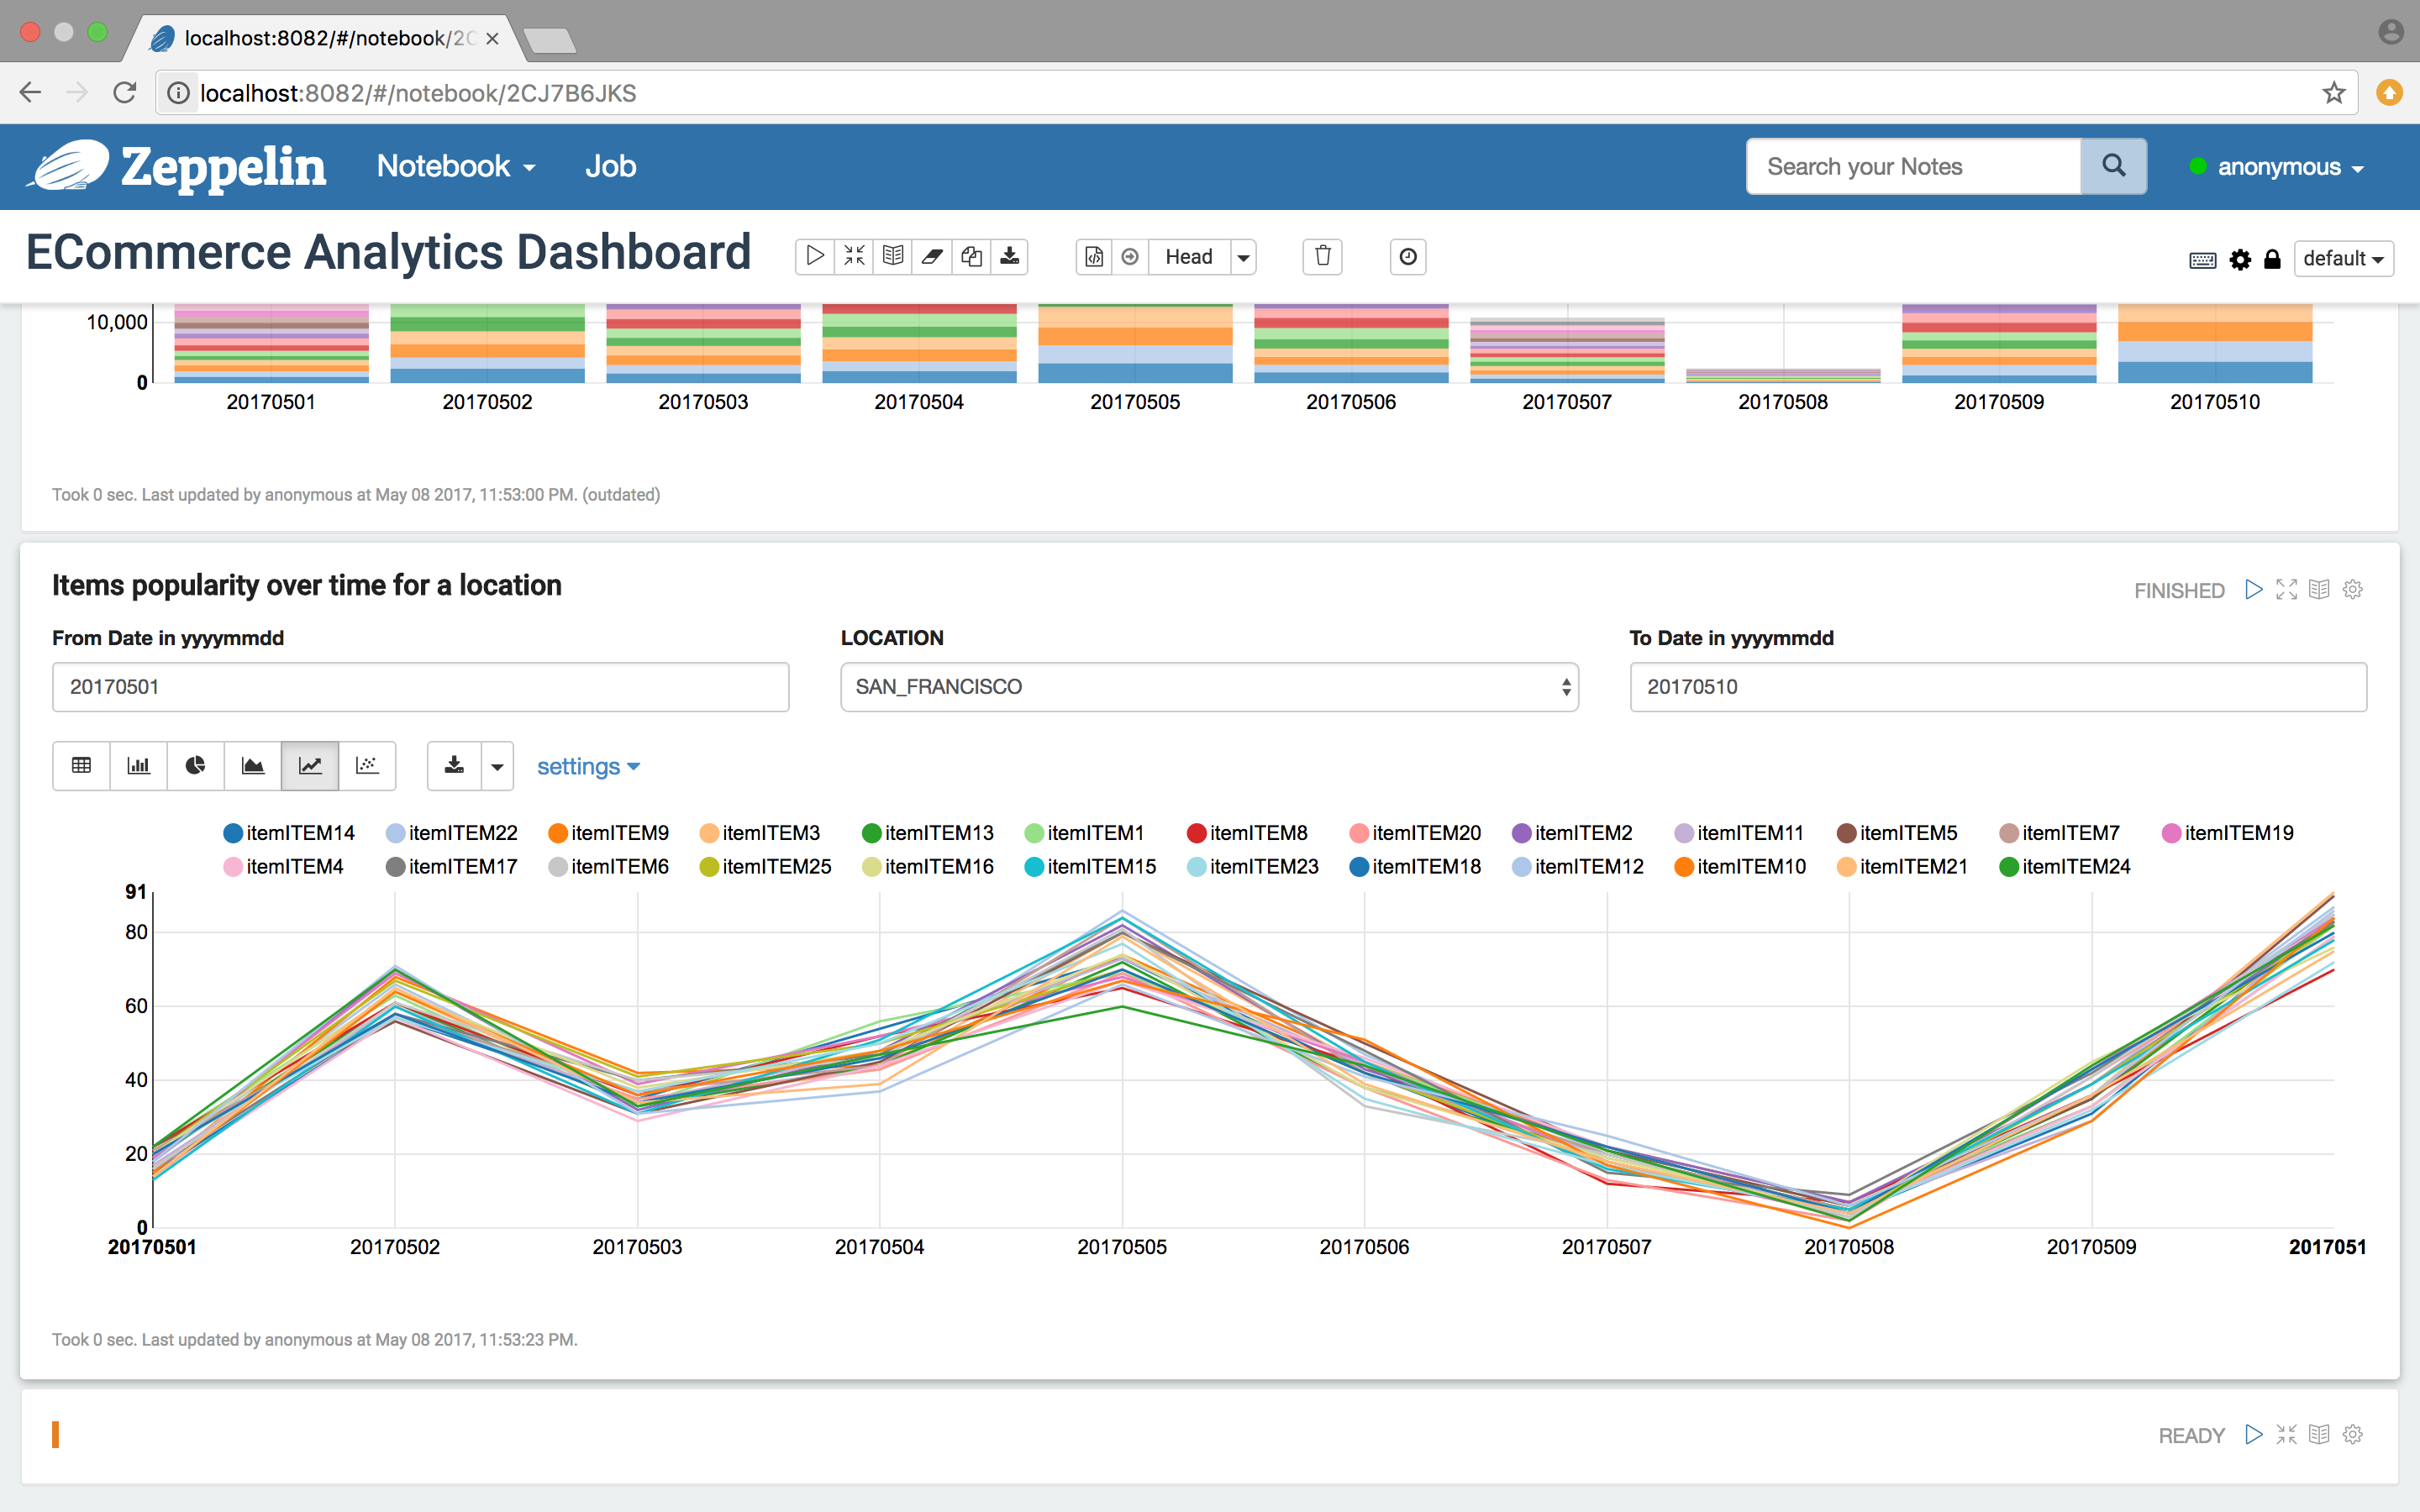 localhost:8082/#/notebook/2C
localhost:8082/#/notebook/2CJ7B6JKS
Zeppelin Notebook Job Search your Notes anonymous
ECommerce Analytics Dashboard Head default
10,000
0
20170501 20170502 20170503 20170504 20170505 20170506 20170507 20170508 20170509 20170510
Took 0 sec. Last updated by anonymous at May 08 2017, 11:53:00 PM. (outdated)
Items popularity over time for a location FINISHED
From Date in yyyymmdd LOCATION To Date in yyyymmdd
20170501 SAN_FRANCISCO 20170510
settings
itemITEM14 itemITEM22 itemITEM9 itemITEM3 itemITEM13 itemITEM1 itemITEM8 itemITEM20 itemITEM2 itemITEM11 itemITEM5 itemITEM7 itemITEM19
itemITEM4 itemITEM17 itemITEM6 itemITEM25 itemITEM16 itemITEM15 itemITEM23 itemITEM18 itemITEM12 itemITEM10 itemITEM21 itemITEM24
91
80
60
40
20
0
20170501 20170502 20170503 20170504 20170505 20170506 20170507 20170508 20170509 2017051
Took 0 sec. Last updated by anonymous at May 08 2017, 11:53:23 PM.
READY